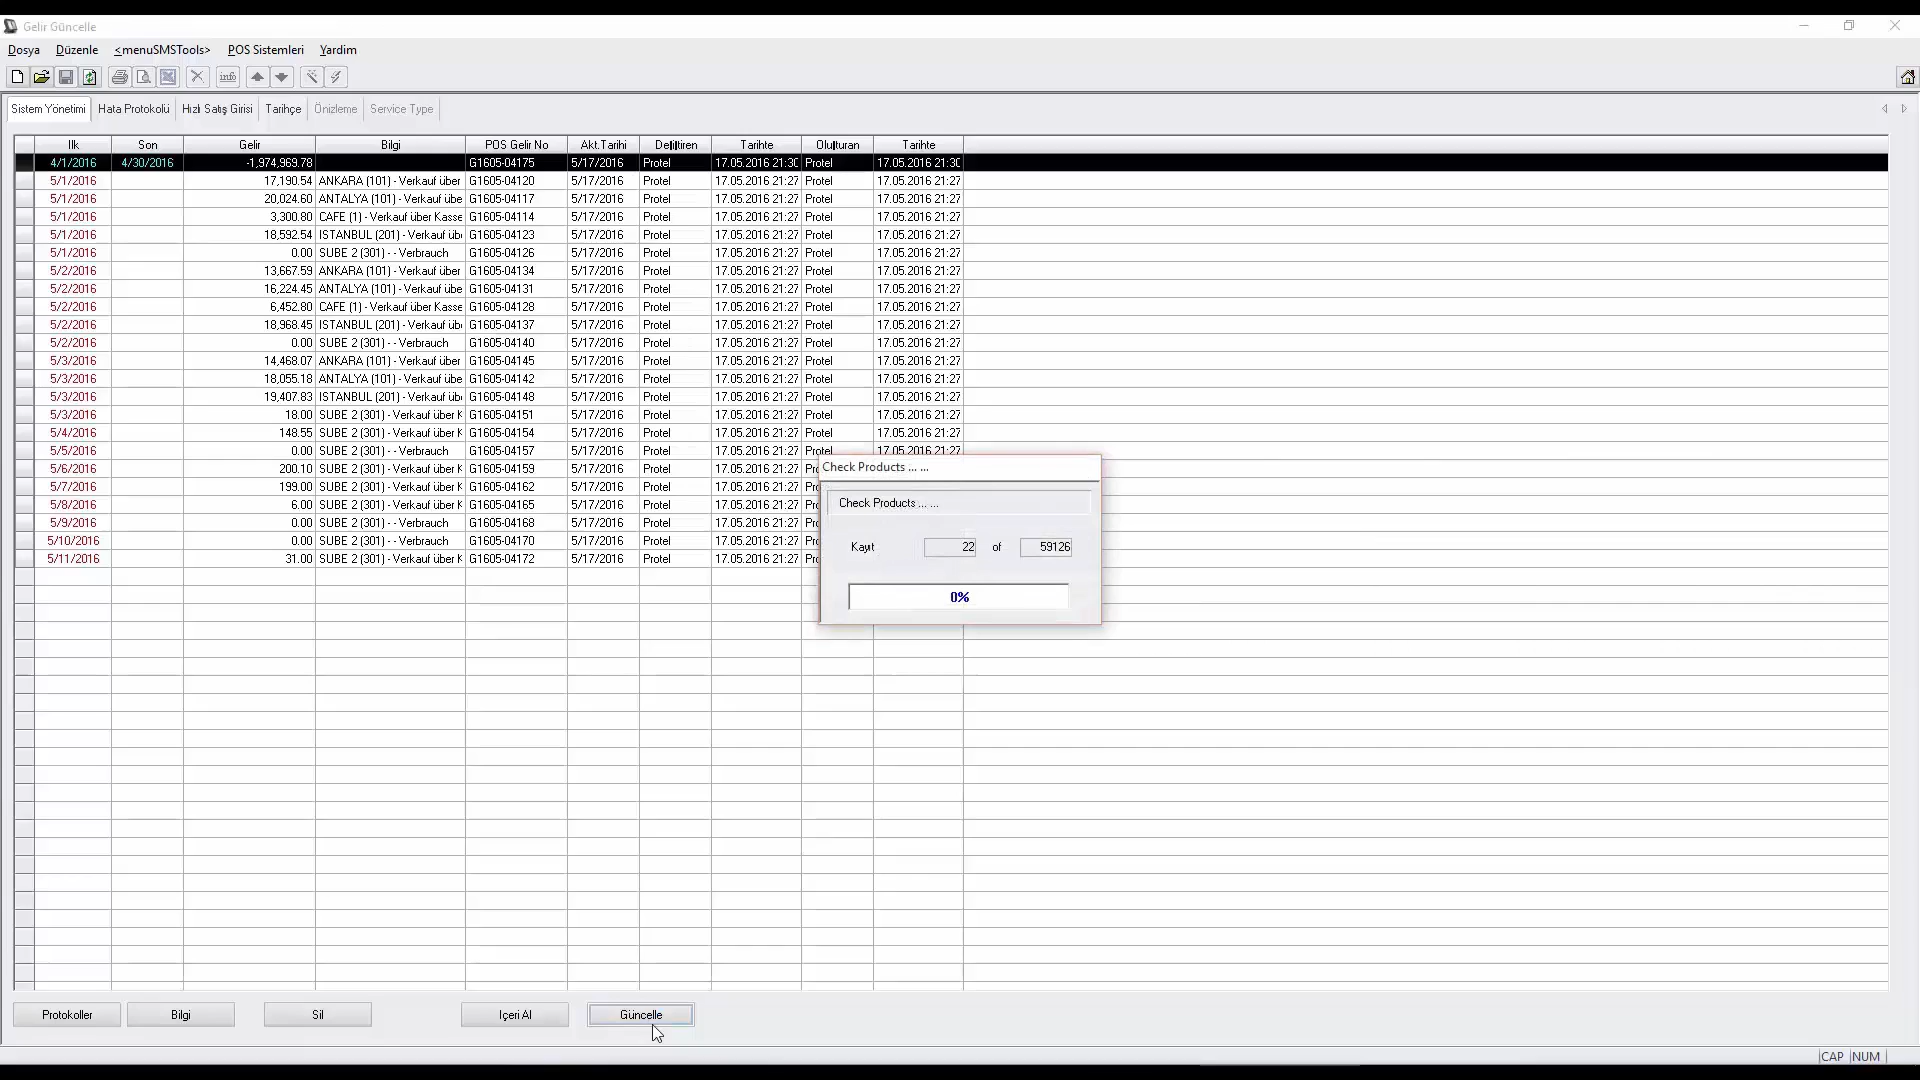 Gelir Güncelle
Dosya Düzenle <menuSMSTools> POS Sistemleri Yardim
info
Sistem Yönetimi Hata Protokolü Hızlı Satış Girisi Tarihçe Önizleme Service Type
Ilk Son Gelir Bilgi POS Gelir No Akt.Tarihi Tarihte Tarihte
4/1/2016 4/30/2016 -1,974,969.78 G1605-04175 5/17/2016 Protel 17.05.2016 21:30 Protel 17.05.2016 21:30
5/1/2016 17,190.54 ANKARA (101) - Verkauf über G1605-04120 5/17/2016 Protel 17.05.2016 21:27 Protel 17.05.2016 21:27
5/1/2016 20,024.60 ANTALYA (101) - Verkauf übe G1605-04117 5/17/2016 Protel 17.05.2016 21:27 Protel 17.05.2016 21:27
5/1/2016 3,300.80 CAFE (1) - Verkauf über Kasse G1605-04114 5/17/2016 Protel 17.05.2016 21:27 Protel 17.05.2016 21:27
5/1/2016 18,592.54 ISTANBUL (201) - Verkauf üb G1605-04123 5/17/2016 Protel 17.05.2016 21:27 Protel 17.05.2016 21:27
5/1/2016 0.00 SUBE 2 (301) - - Verbrauch G1605-04126 5/17/2016 Protel 17.05.2016 21:27 Protel 17.05.2016 21:27
5/2/2016 13,667.59 ANKARA (101) - Verkauf über G1605-04134 5/17/2016 Protel 17.05.2016 21:27 Protel 17.05.2016 21:27
5/2/2016 16,224.45 ANTALYA (101) - Verkauf übe G1605-04131 5/17/2016 Protel 17.05.2016 21:27 Protel 17.05.2016 21:27
5/2/2016 6,452.80 CAFE (1) - Verkauf über Kasse G1605-04128 5/17/2016 Protel 17.05.2016 21:27 Protel 17.05.2016 21:27
5/2/2016 18,968.45 ISTANBUL (201) - Verkauf üb G1605-04137 5/17/2016 Protel 17.05.2016 21:27 Protel 17.05.2016 21:27
5/2/2016 0.00 SUBE 2 (301) - - Verbrauch G1605-04140 5/17/2016 Protel 17.05.2016 21:27 Protel 17.05.2016 21:27
5/3/2016 14,468.07 ANKARA (101) - Verkauf über G1605-04145 5/17/2016 Protel 17.05.2016 21:27 Protel 17.05.2016 21:27
5/3/2016 18,055.18 ANTALYA (101) - Verkauf übe G1605-04142 5/17/2016 Protel 17.05.2016 21:27 Protel 17.05.2016 21:27
5/3/2016 19,407.83 ISTANBUL (201) - Verkauf üb G1605-04148 5/17/2016 Protel 17.05.2016 21:27 Protel 17.05.2016 21:27
5/3/2016 18.00 SUBE 2 (301) - Verkauf über K G1605-04151 5/17/2016 Protel 17.05.2016 21:27 Protel 17.05.2016 21:27
5/4/2016 148.55 SUBE 2 (301) - Verkauf über K G1605-04154 5/17/2016 Protel 17.05.2016 21:27 Protel 17.05.2016 21:27
5/5/2016 0.00 SUBE 2 (301) - - Verbrauch G1605-04157 5/17/2016 Protel 17.05.2016 21:27 Protel 17.05.2016 21:27
5/6/2016 200.10 SUBE 2 (301) - Verkauf über K G1605-04159 5/17/2016 Protel 17.05.2016 21:27 Pro
5/7/2016 199.00 SUBE 2 (301) - Verkauf über K G1605-04162 5/17/2016 Protel 17.05.2016 21:27 Pro
5/8/2016 6.00 SUBE 2 (301) - Verkauf über K G1605-04165 5/17/2016 Protel 17.05.2016 21:27 Pro
5/9/2016 0.00 SUBE 2 (301) - - Verbrauch G1605-04168 5/17/2016 Protel 17.05.2016 21:27 Pro
5/10/2016 0.00 SUBE 2 (301) - - Verbrauch G1605-04170 5/17/2016 Protel 17.05.2016 21:27 Pro
5/11/2016 31.00 SUBE 2 (301) - Verkauf über K G1605-04172 5/17/2016 Protel 17.05.2016 21:27 Pro
Check Products ... ...
Check Products ... ...
Kayıt 22 of 59126
0%
Protokoller Bilgi Sil İçeri Al Güncelle
CAP NUM